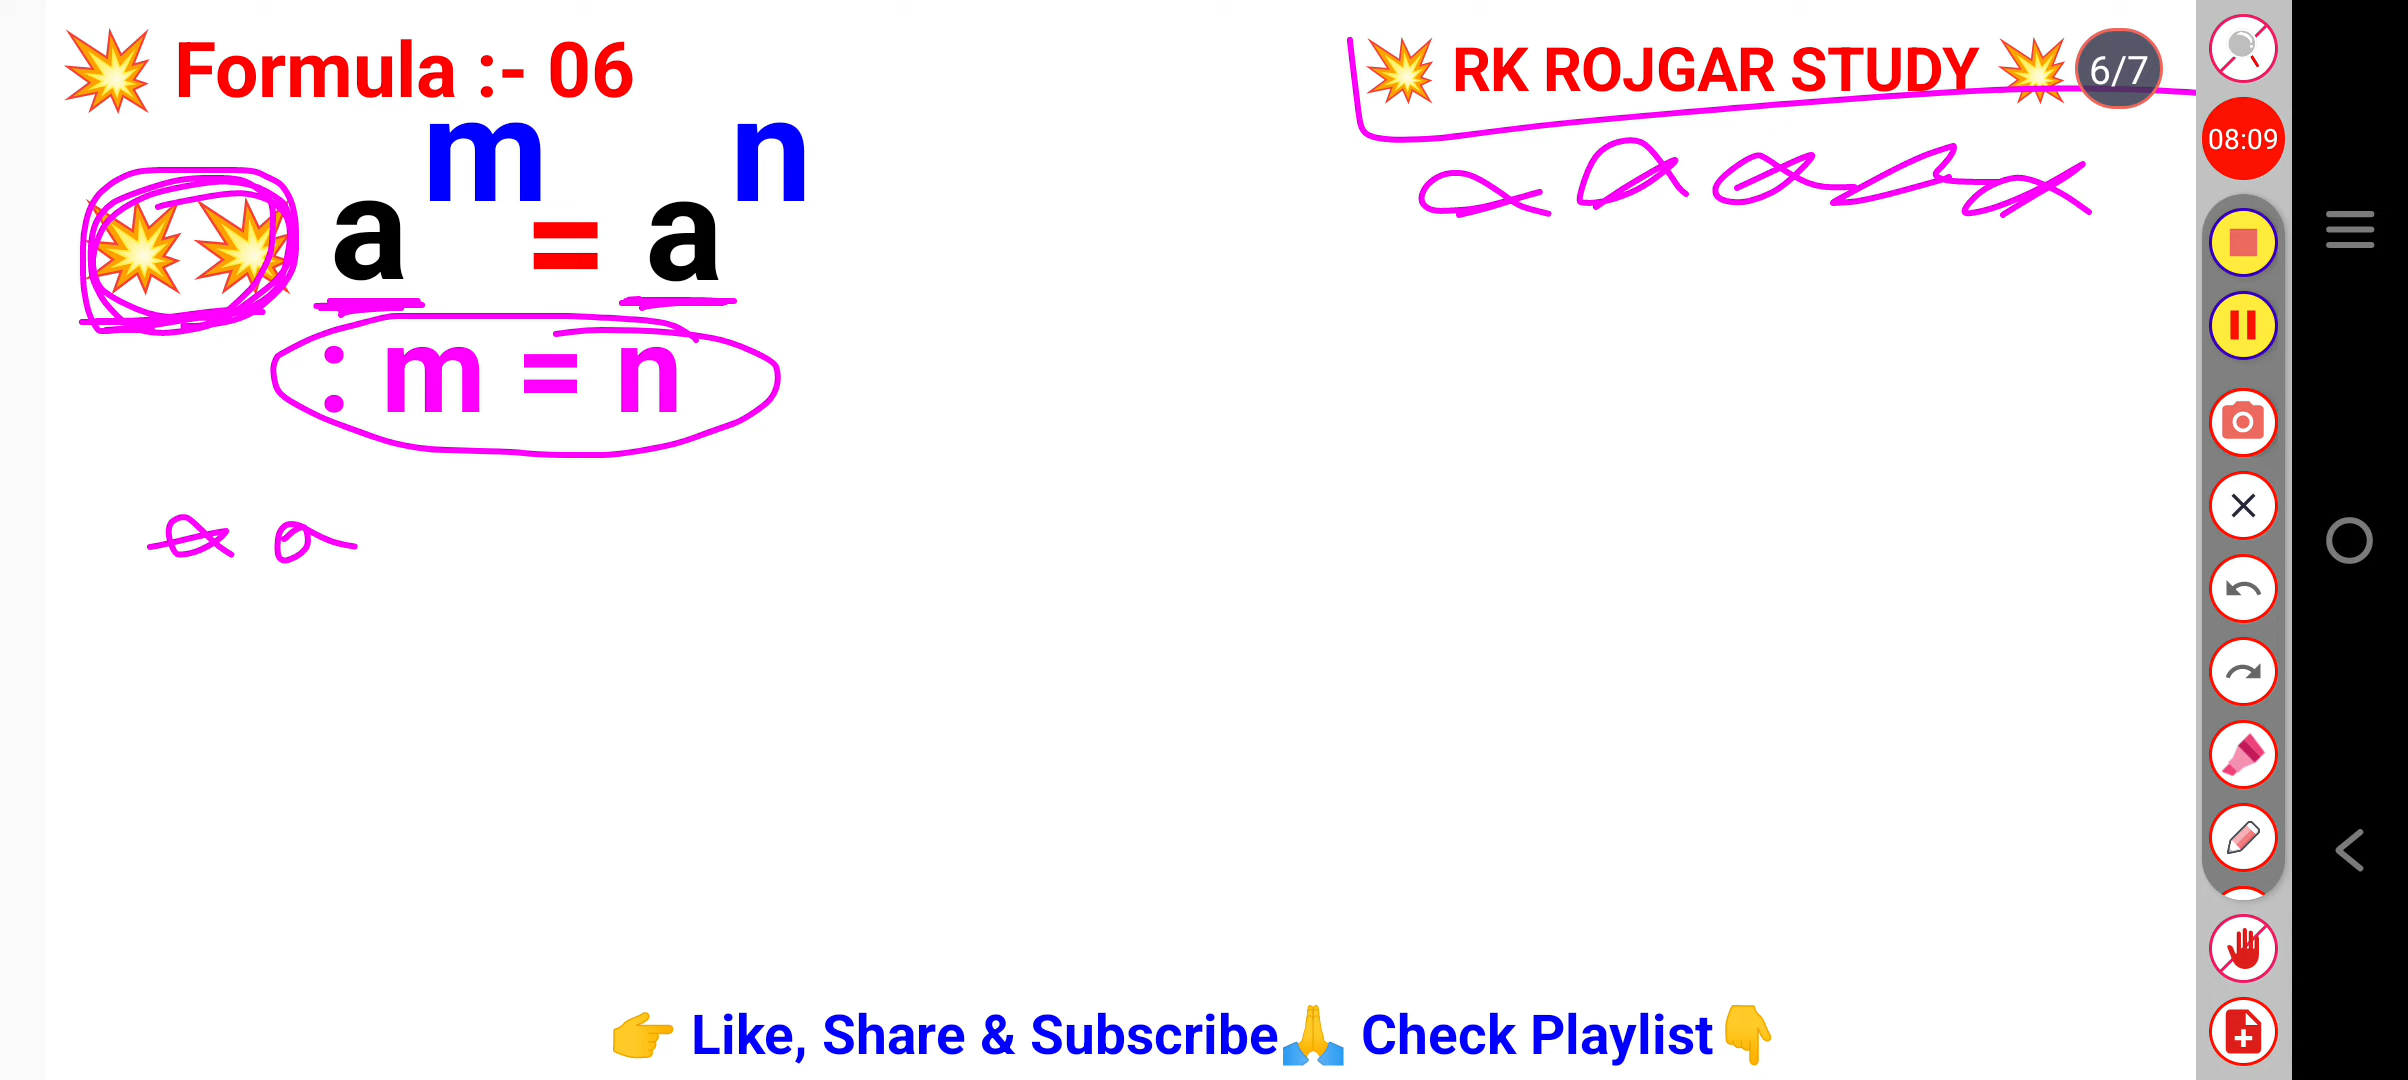 💥 Formula :- 06
💥 RK ROJGAR STUDY 💥
6/7
08:09
💥💥 a^m = a^n
: m = n
a a
👉 Like, Share & Subscribe🙏 Check Playlist👇